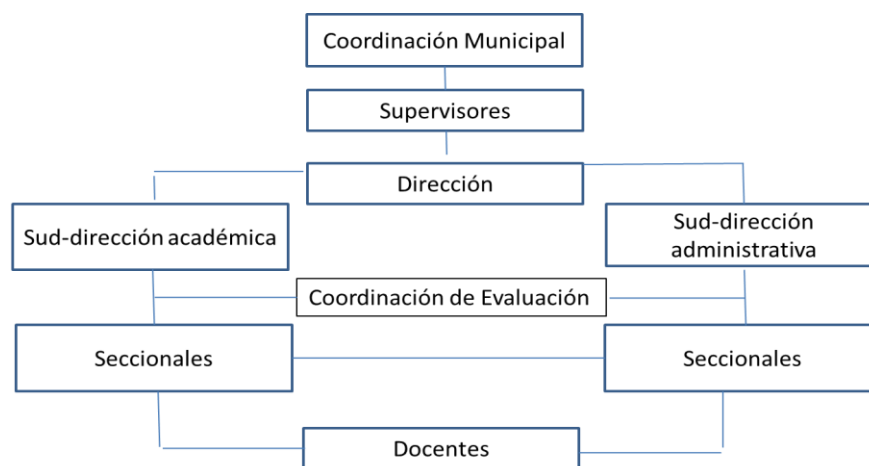 Coordinación Municipal
Supervisores
Dirección
Sud-dirección académica
Sud-dirección
administrativa
Coordinación de Evaluación
Seccionales
Seccionales
Docentes